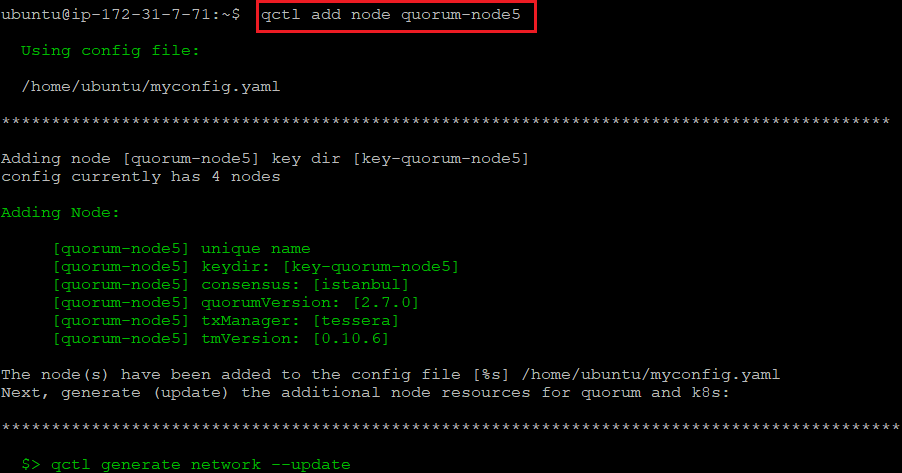 ubuntu@ip-172-31-7-71:~$ qctl add node quorum-node5
Using config file:
/home/ubuntu/myconfig.yaml
*****************************************************************************************
Adding node [quorum-node5] key dir [key-quorum-node5]
config currently has 4 nodes
Adding Node:
[quorum-node5] unique name
[quorum-node5] keydir: [key-quorum-node5]
[quorum-node5] consensus: [istanbul]
[quorum-node5] quorumVersion: [2.7.0]
[quorum-node5] txManager: [tessera]
[quorum-node5] tmVersion: [0.10.6]
The node(s) have been added to the config file [%s] /home/ubuntu/myconfig.yaml
Next, generate (update) the additional node resources for quorum and k8s:
******************************************************************************************
$> qctl generate network --update